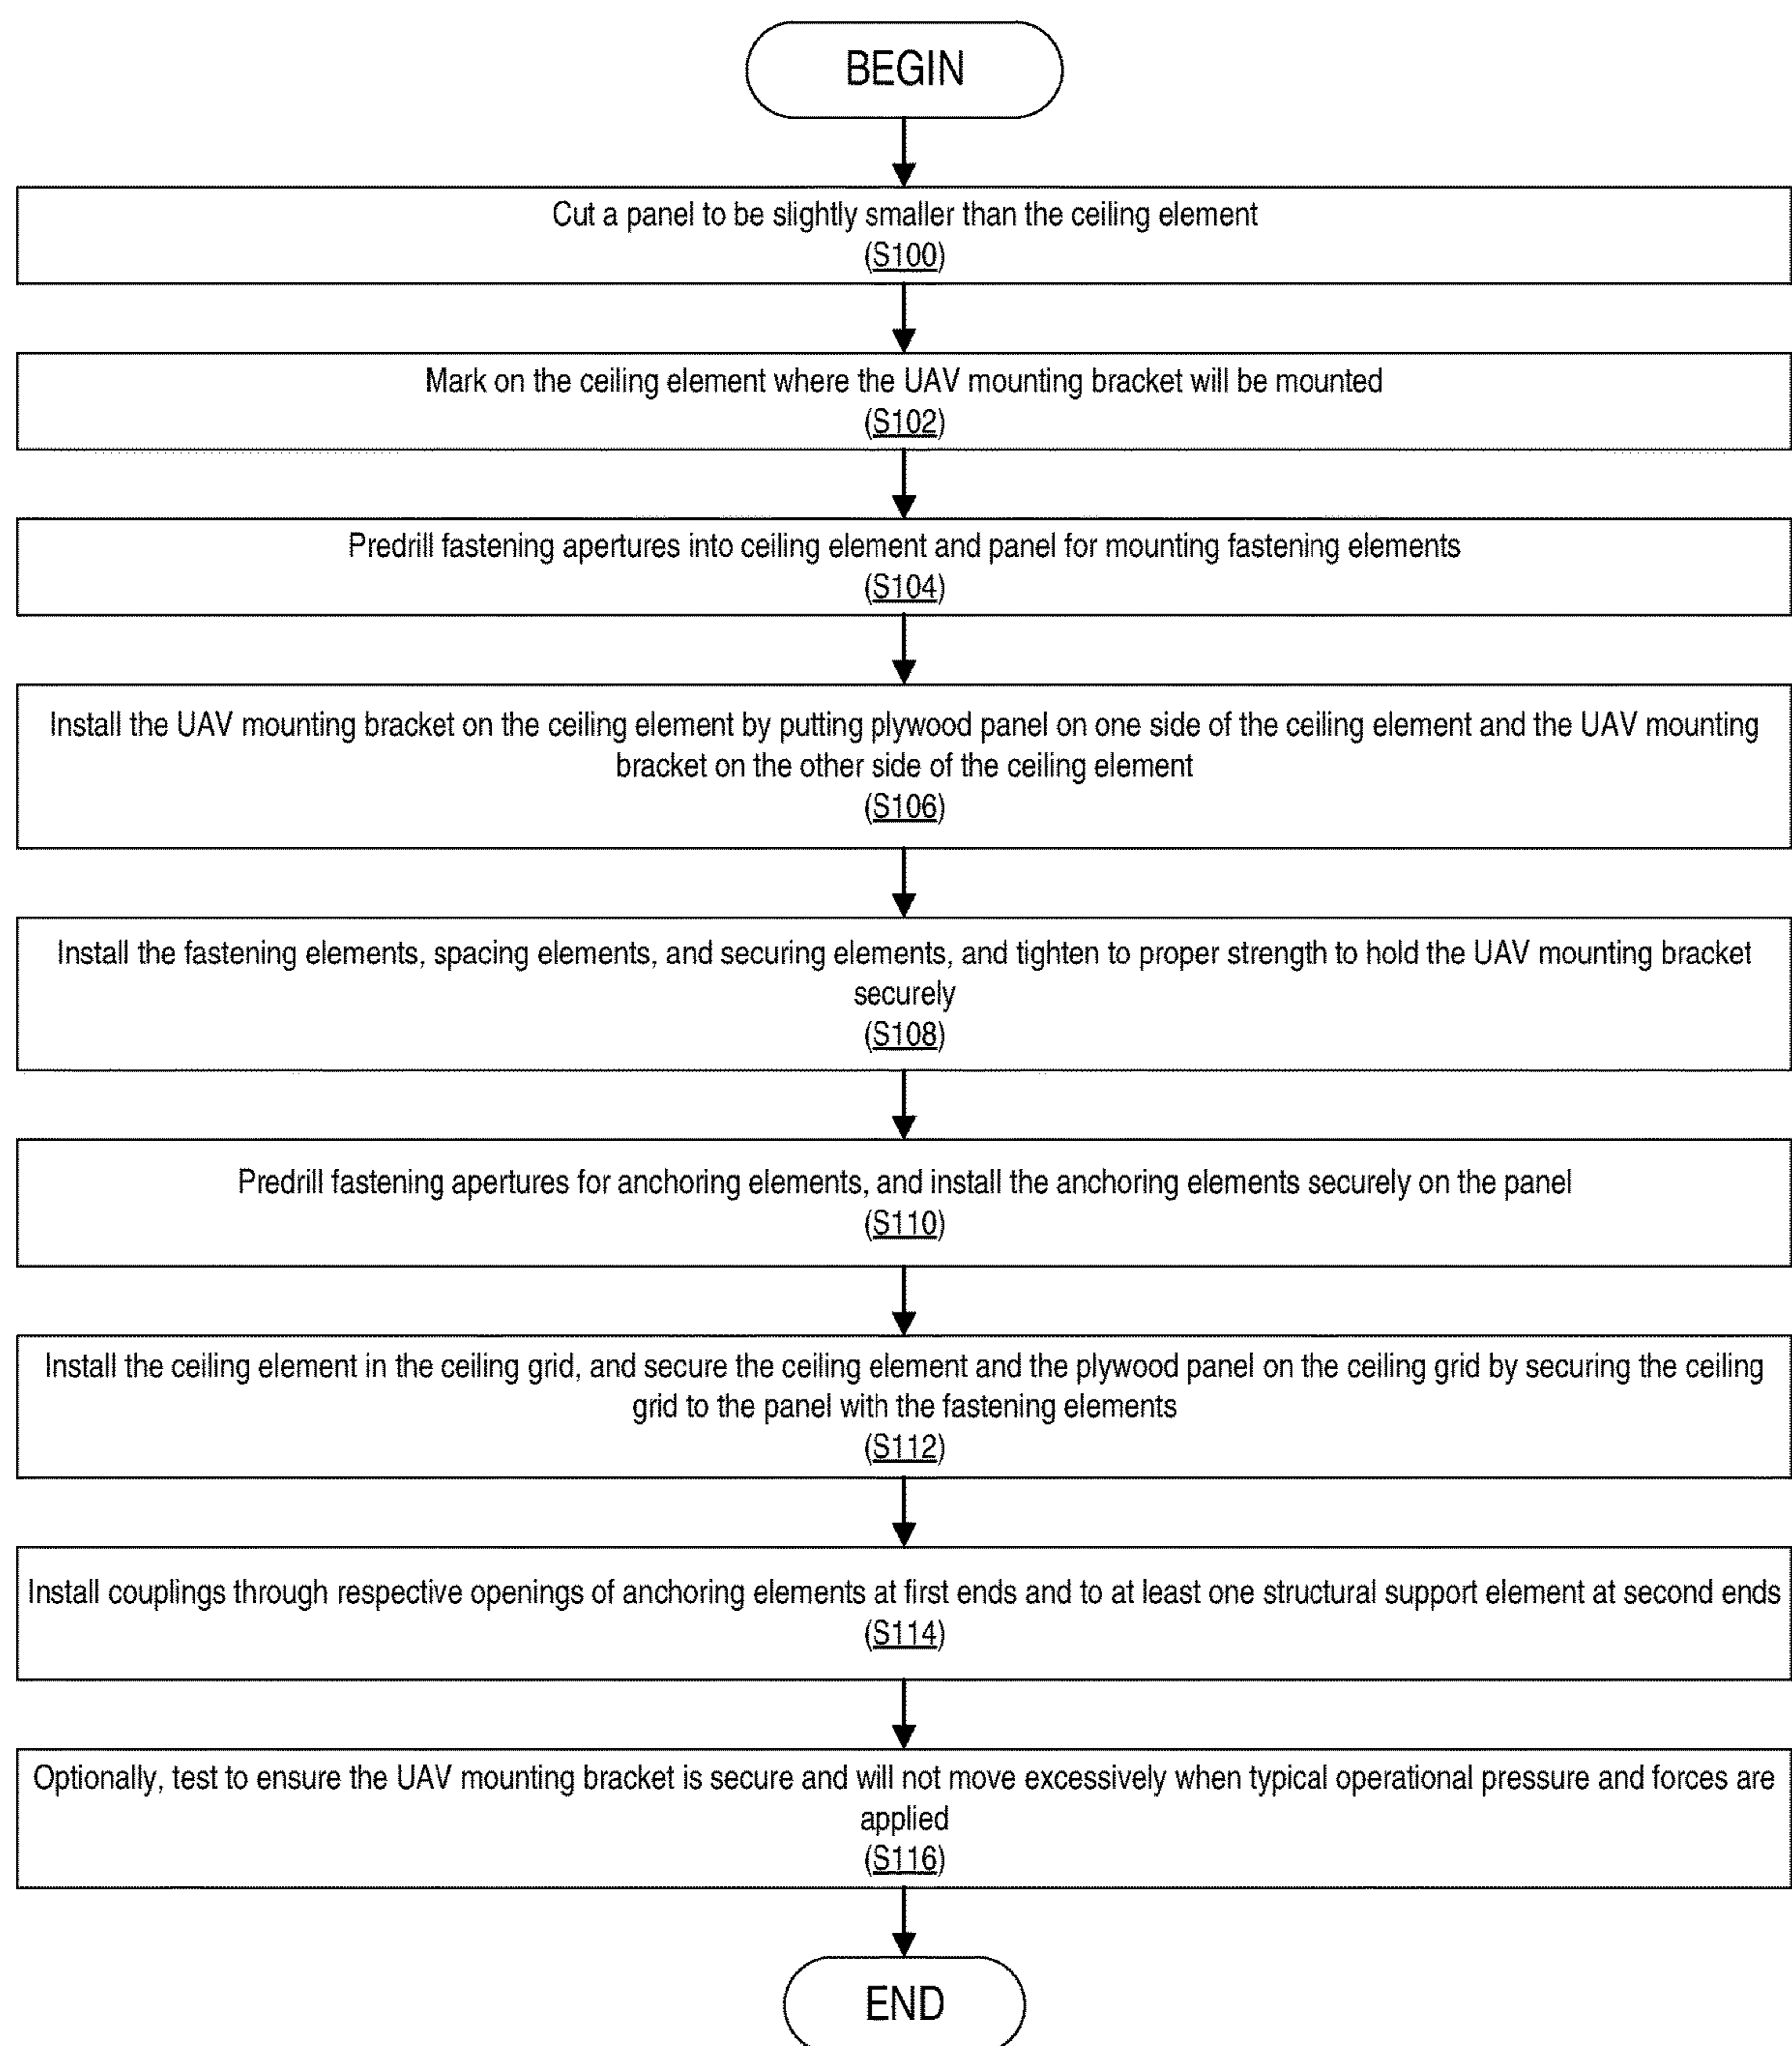 BEGIN
Cut a panel to be slightly smaller than the ceiling element
(S100)
Mark on the ceiling element where the UAV mounting bracket will be mounted
(S102)
Predrill fastening apertures into ceiling element and panel for mounting fastening elements
(S104)
Install the UAV mounting bracket on the ceiling element by putting plywood panel on one side of the ceiling element and the UAV mounting
bracket on the other side of the ceiling element
(S106)
Install the fastening elements, spacing elements, and securing elements, and tighten to proper strength to hold the UAV mounting bracket
securely
(S108)
Predrill fastening apertures for anchoring elements, and install the anchoring elements securely on the panel
(S110)
Install the ceiling element in the ceiling grid, and secure the ceiling element and the plywood panel on the ceiling grid by securing the ceiling
grid to the panel with the fastening elements
(S112)
Install couplings through respective openings of anchoring elements at first ends and to at least one structural support element at second ends
(S114)
Optionally, test to ensure the UAV mounting bracket is secure and will not move excessively when typical operational pressure and forces are
applied
(S116)
END